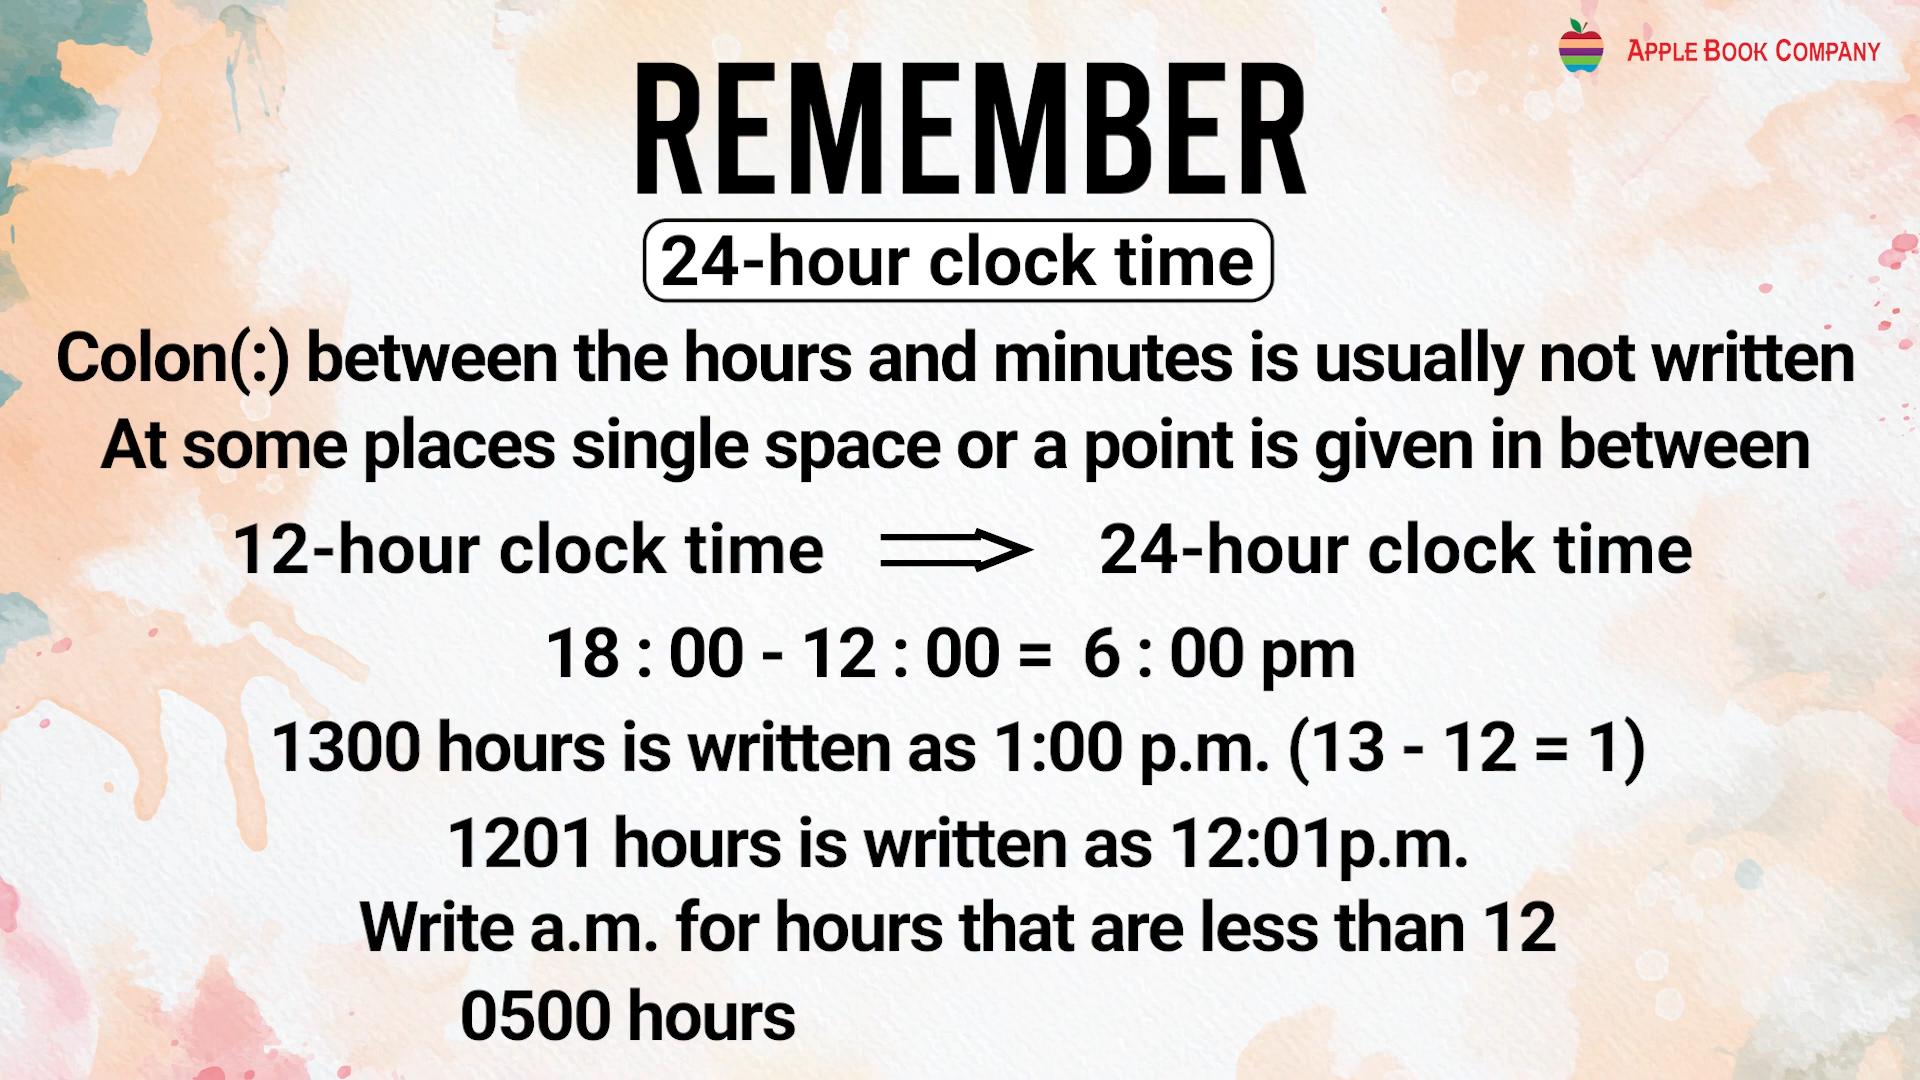 APPLE BOOK COMPANY
REMEMBER
24-hour clock time
Colon(:) between the hours and minutes is usually not written
At some places single space or a point is given in between
12-hour clock time ⇒ 24-hour clock time
18 : 00 - 12 : 00 = 6 : 00 pm
1300 hours is written as 1:00 p.m. (13 - 12 = 1)
1201 hours is written as 12:01p.m.
Write a.m. for hours that are less than 12
0500 hours